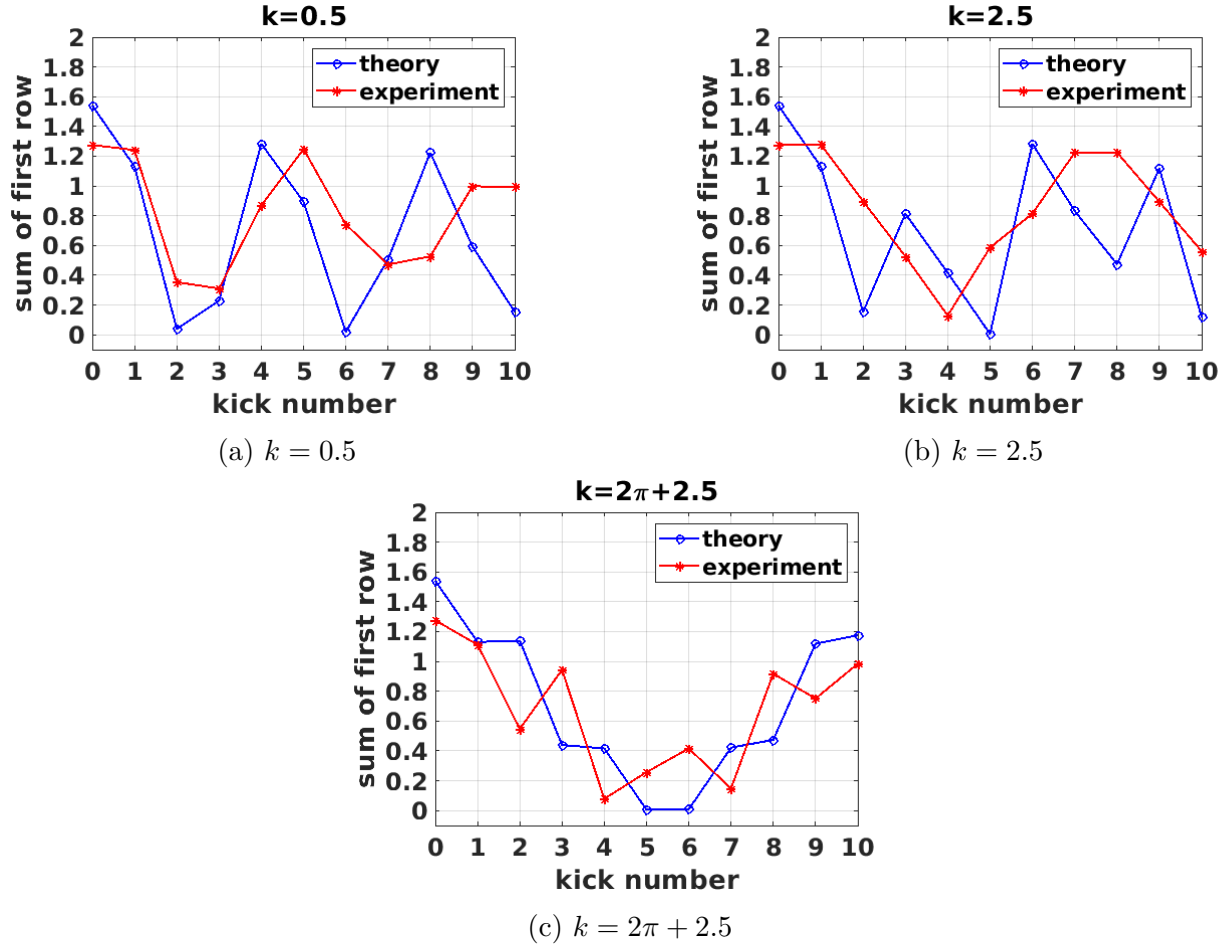 k=0.5
2
1.8
1.6
1.4
1.2
1
0.8
0.6
0.4
0.2
0
sum of first row
theory
experiment
0 1 2 3 4 5 6 7 8 9 10
kick number
(a) k = 0.5
k=2.5
2
1.8
1.6
1.4
1.2
1
0.8
0.6
0.4
0.2
0
sum of first row
theory
experiment
0 1 2 3 4 5 6 7 8 9 10
kick number
(b) k = 2.5
k=2π+2.5
2
1.8
1.6
1.4
1.2
1
0.8
0.6
0.4
0.2
0
sum of first row
theory
experiment
0 1 2 3 4 5 6 7 8 9 10
kick number
(c) k = 2π + 2.5